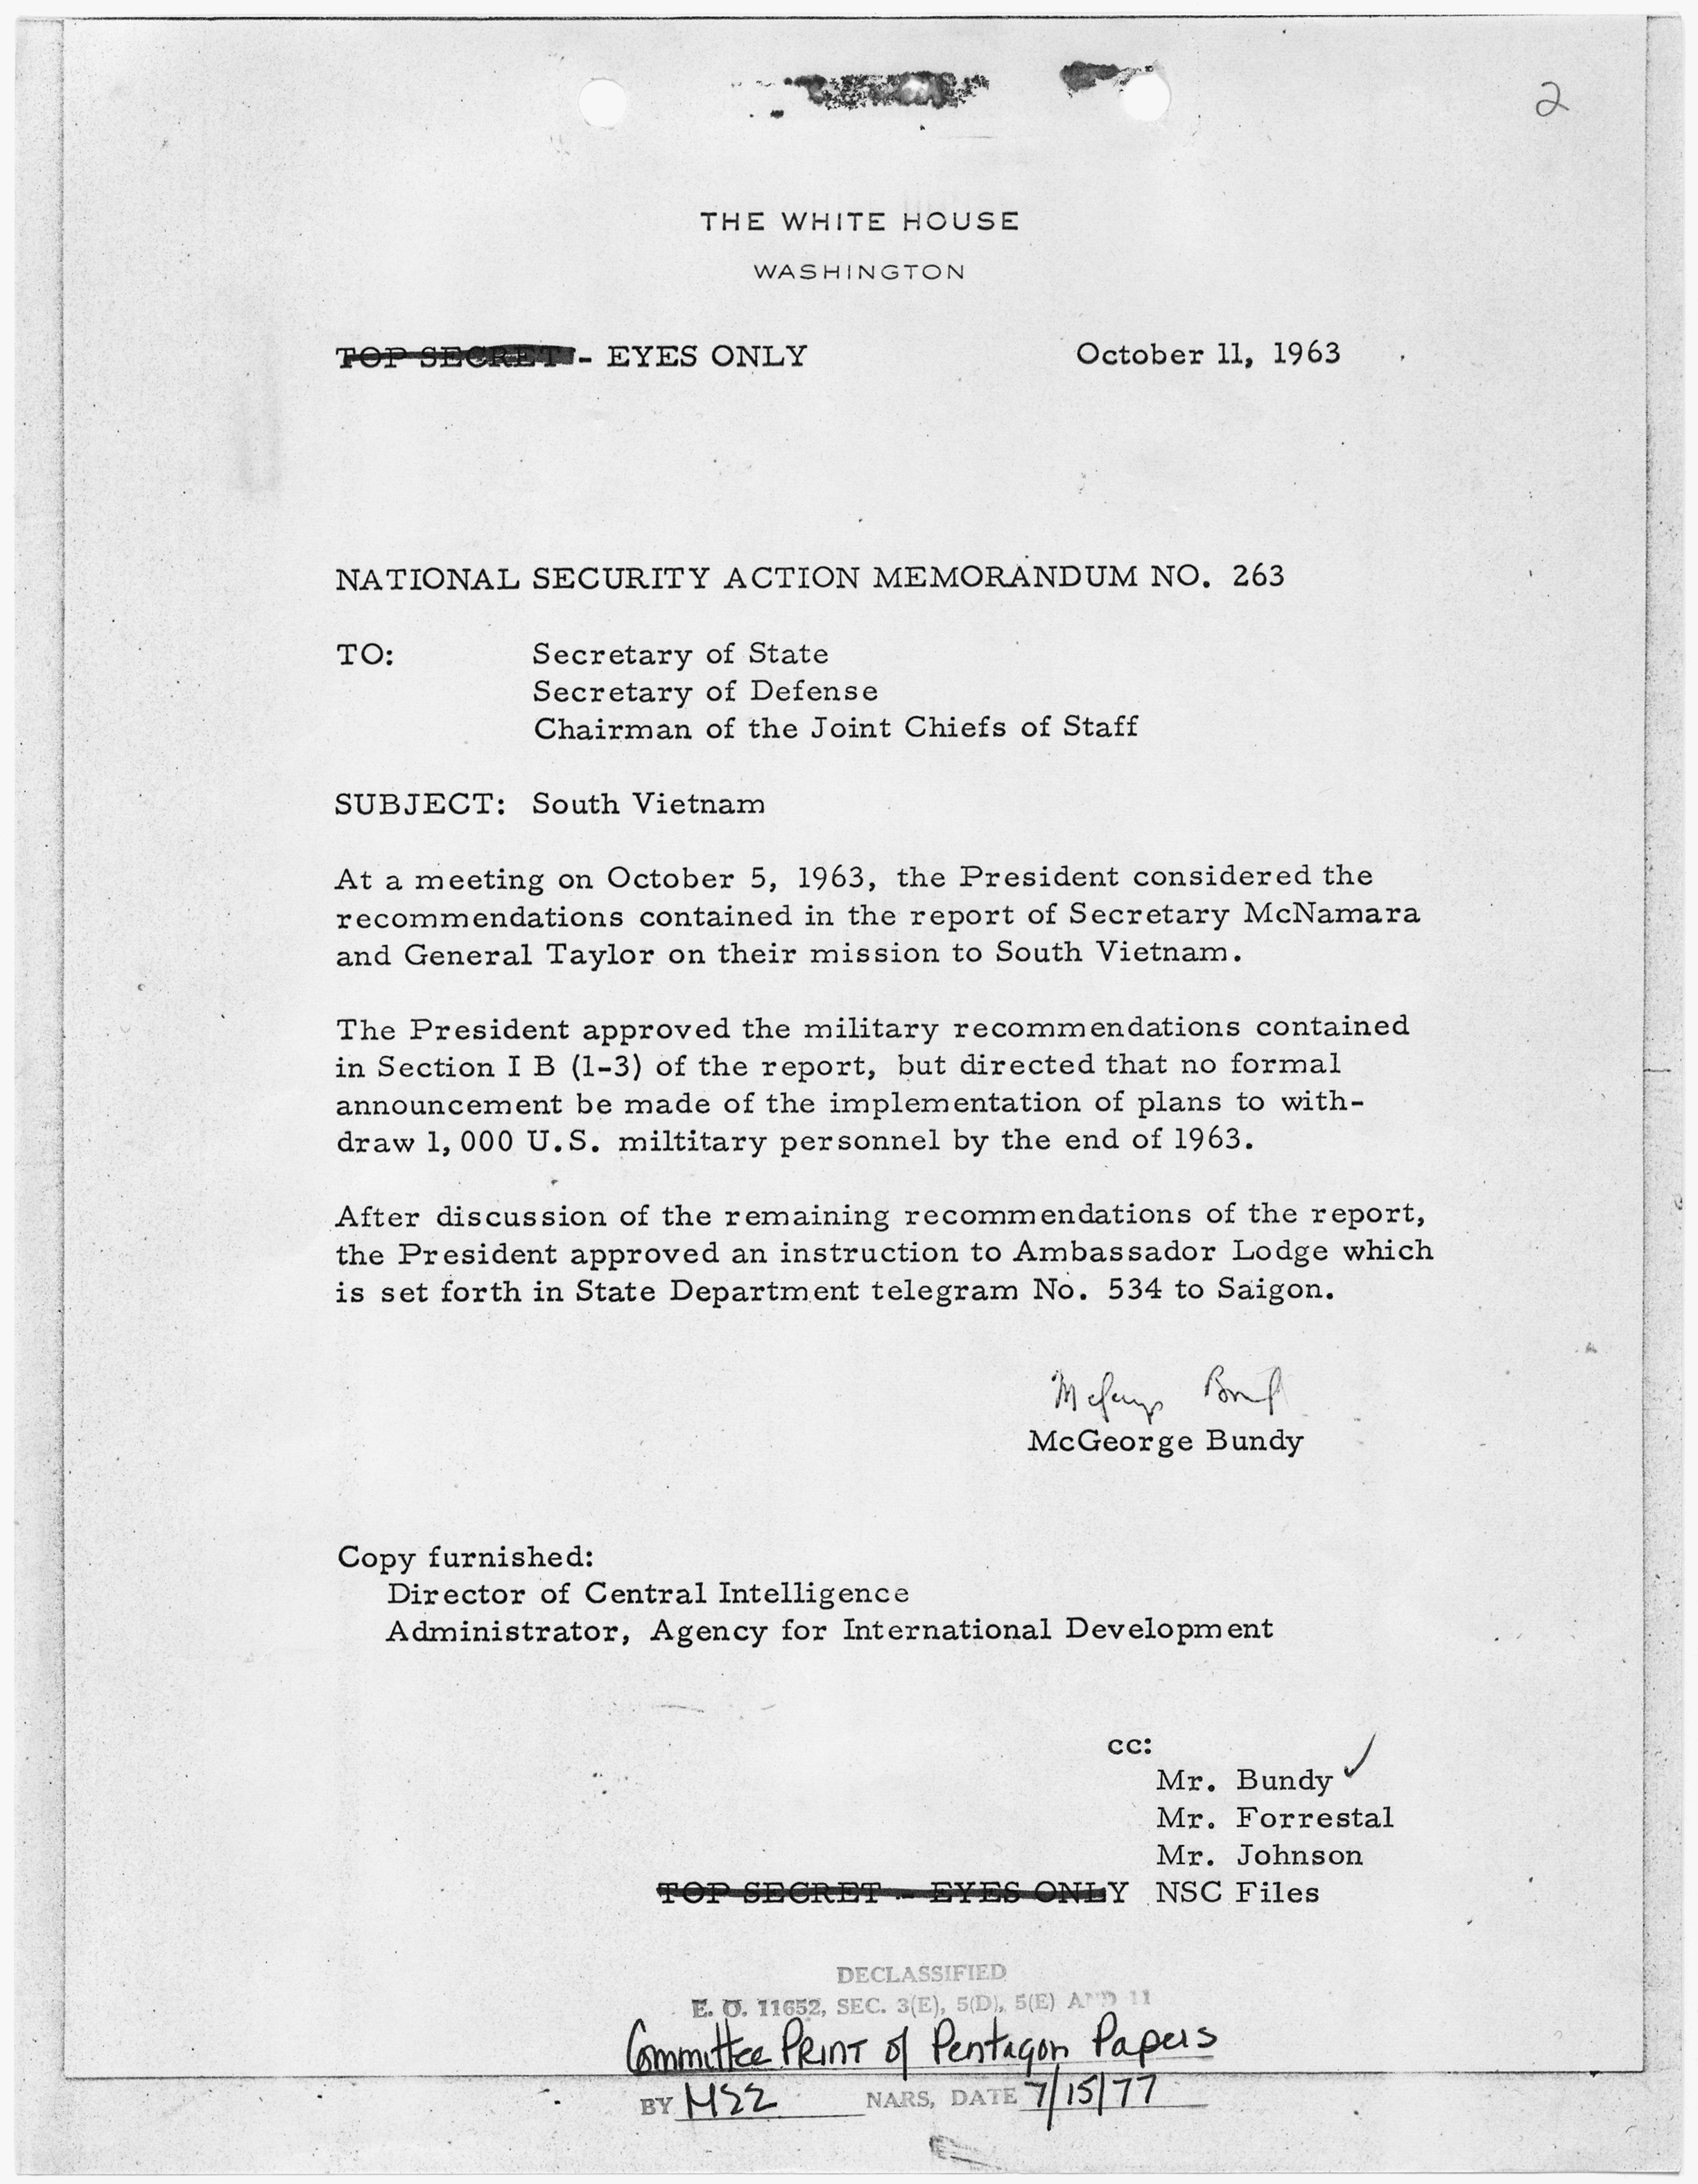 2
THE WHITE HOUSE
WASHINGTON
TOP SECRET - EYES ONLY October 11, 1963
NATIONAL SECURITY ACTION MEMORANDUM NO. 263
TO: Secretary of State
Secretary of Defense
Chairman of the Joint Chiefs of Staff
SUBJECT: South Vietnam
At a meeting on October 5, 1963, the President considered the
recommendations contained in the report of Secretary McNamara
and General Taylor on their mission to South Vietnam.
The President approved the military recommendations contained
in Section I B (1-3) of the report, but directed that no formal
announcement be made of the implementation of plans to with-
draw 1,000 U.S. miltitary personnel by the end of 1963.
After discussion of the remaining recommendations of the report,
the President approved an instruction to Ambassador Lodge which
is set forth in State Department telegram No. 534 to Saigon.
McGeorge Bundy
McGeorge Bundy
Copy furnished:
Director of Central Intelligence
Administrator, Agency for International Development
cc:
Mr. Bundy ✓
Mr. Forrestal
Mr. Johnson
TOP SECRET - EYES ONLY NSC Files
DECLASSIFIED
E. O. 11652, SEC. 3(E), 5(D), 5(E) AND 11
Committee PRINT of Pentagon Papers
BY NARS, DATE 7/15/77